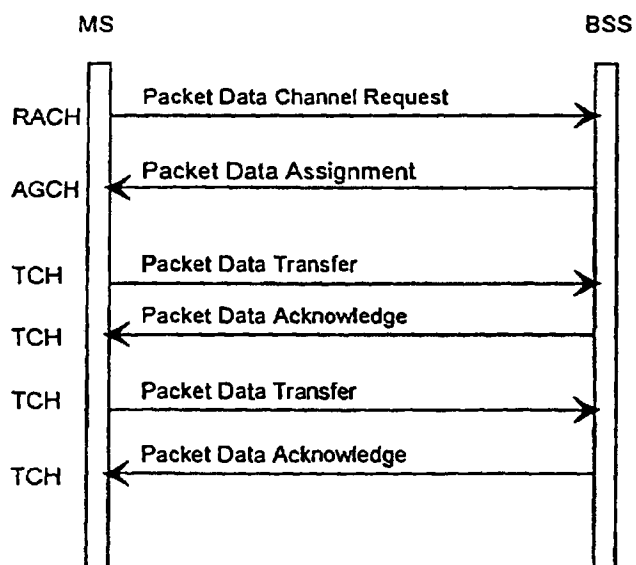 MS BSS
RACH Packet Data Channel Request
AGCH Packet Data Assignment
TCH Packet Data Transfer
TCH Packet Data Acknowledge
TCH Packet Data Transfer
TCH Packet Data Acknowledge